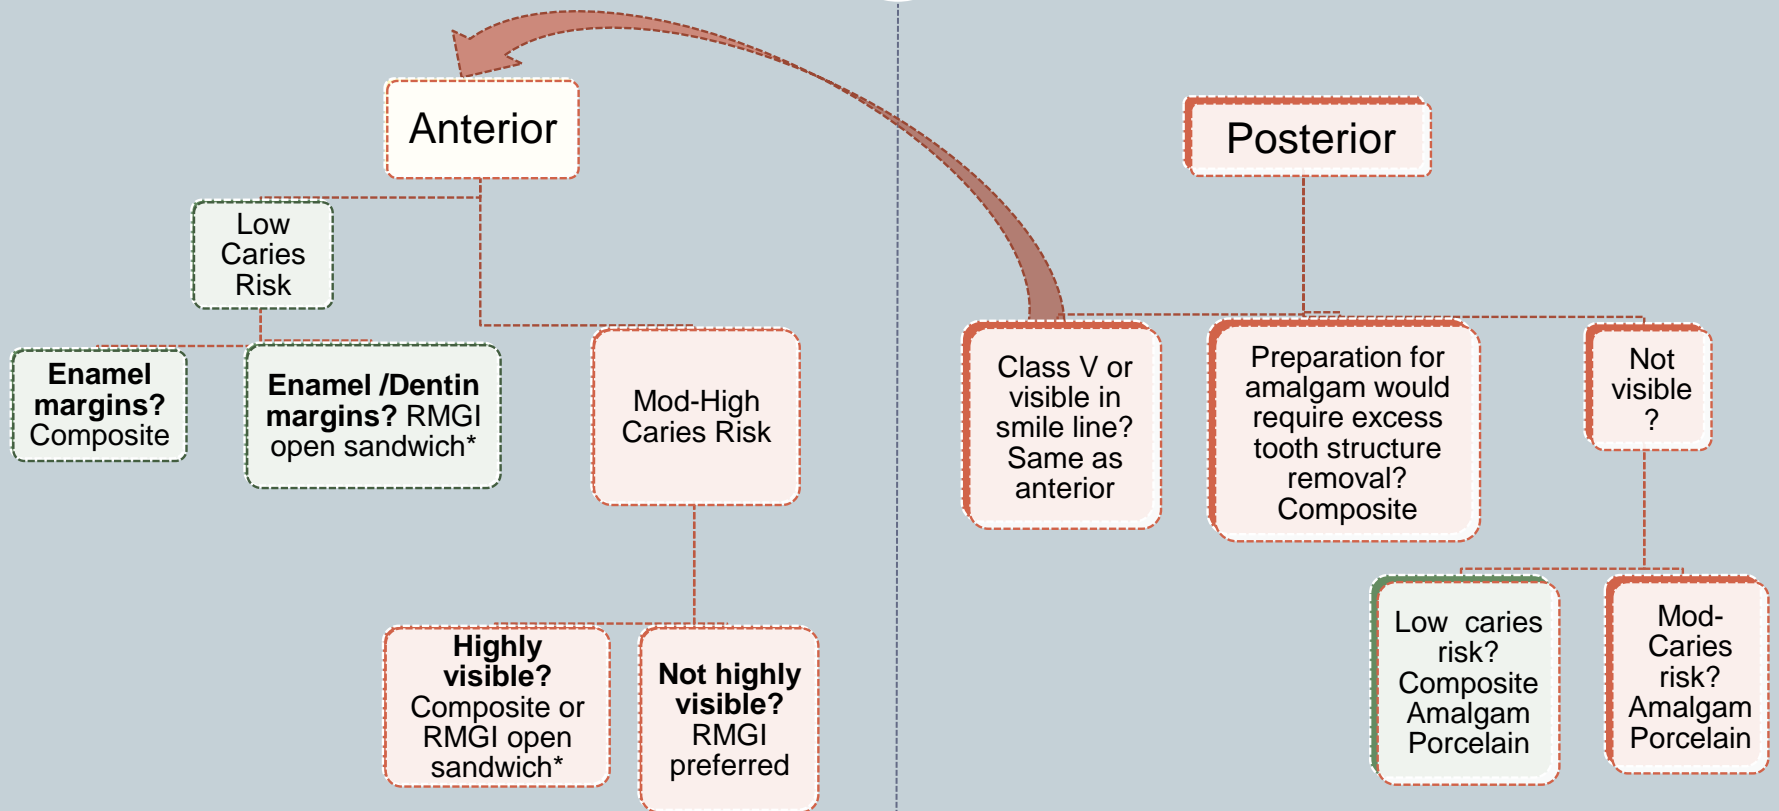 Anterior
Low
Caries
Risk
Enamel
margins?
Composite
Enamel /Dentin
margins? RMGI
open sandwich*
Mod-High
Caries Risk
Highly
visible?
Composite or
RMGI open
sandwich*
Not highly
visible?
RMGI
preferred
Posterior
Class V or
visible in
smile line?
Same as
anterior
Preparation for
amalgam would
require excess
tooth structure
removal?
Composite
Not
visible
?
Low caries
risk?
Composite
Amalgam
Porcelain
Mod-
Caries
risk?
Amalgam
Porcelain